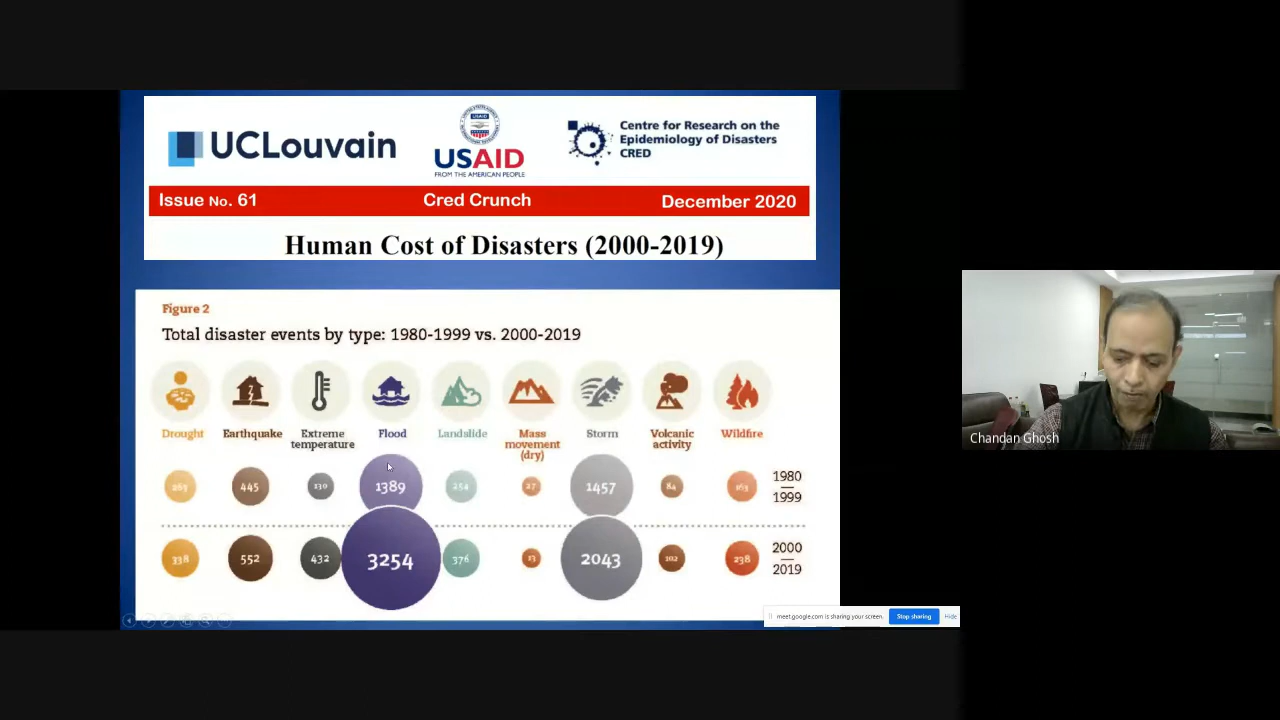 UCLouvain
USAID
FROM THE AMERICAN PEOPLE
Centre for Research on the
Epidemiology of Disasters
CRED
Issue No. 61 Cred Crunch December 2020
Human Cost of Disasters (2000-2019)
Figure 2
Total disaster events by type: 1980-1999 vs. 2000-2019
Drought Earthquake Extreme temperature Flood Landslide Mass movement (dry) Storm Volcanic activity Wildfire
263 445 130 1389 254 27 1457 84 163 1980 — 1999
338 552 432 3254 376 13 2043 102 238 2000 — 2019
meet.google.com is sharing your screen. Stop sharing Hide
Chandan Ghosh